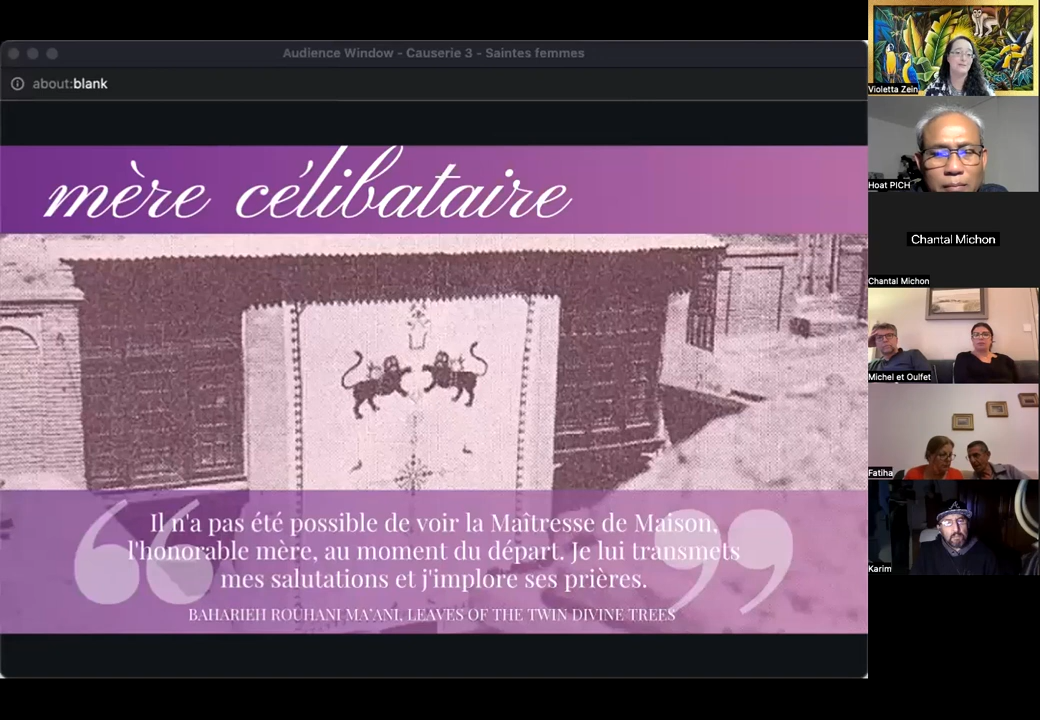 Audience Window - Causerie 3 - Saintes femmes
about:blank
mère célibataire
Il n'a pas été possible de voir la Maîtresse de Maison,
l'honorable mère, au moment du départ. Je lui transmets
mes salutations et j'implore ses prières.
BAHARIEH ROUHANI MA'ANI, LEAVES OF THE TWIN DIVINE TREES
Violetta Zein
Hoat PICH
Chantal Michon
Chantal Michon
Michel et Oulfet
Fatiha
Karim